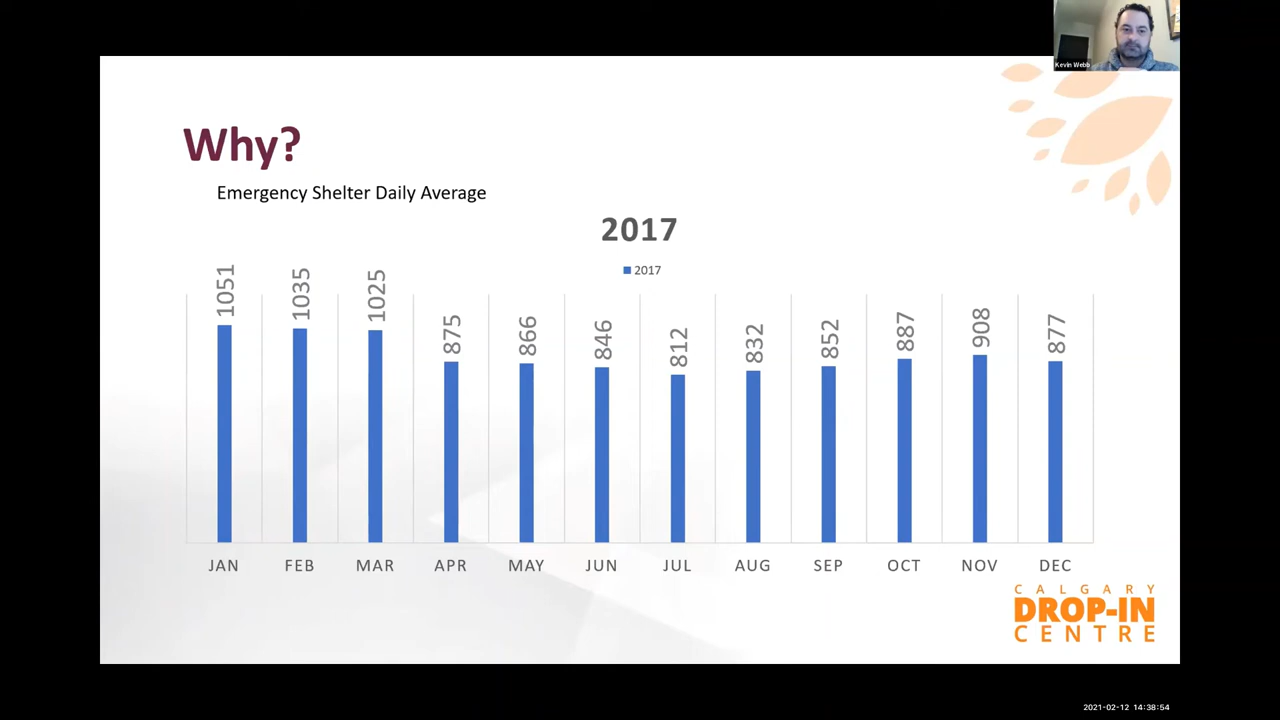 Kevin Webb
Why?
Emergency Shelter Daily Average
2017
2017
1051
1035
1025
875
866
846
812
832
852
887
908
877
JAN FEB MAR APR MAY JUN JUL AUG SEP OCT NOV DEC
CALGARY
DROP-IN
CENTRE
2021-02-12 14:38:54